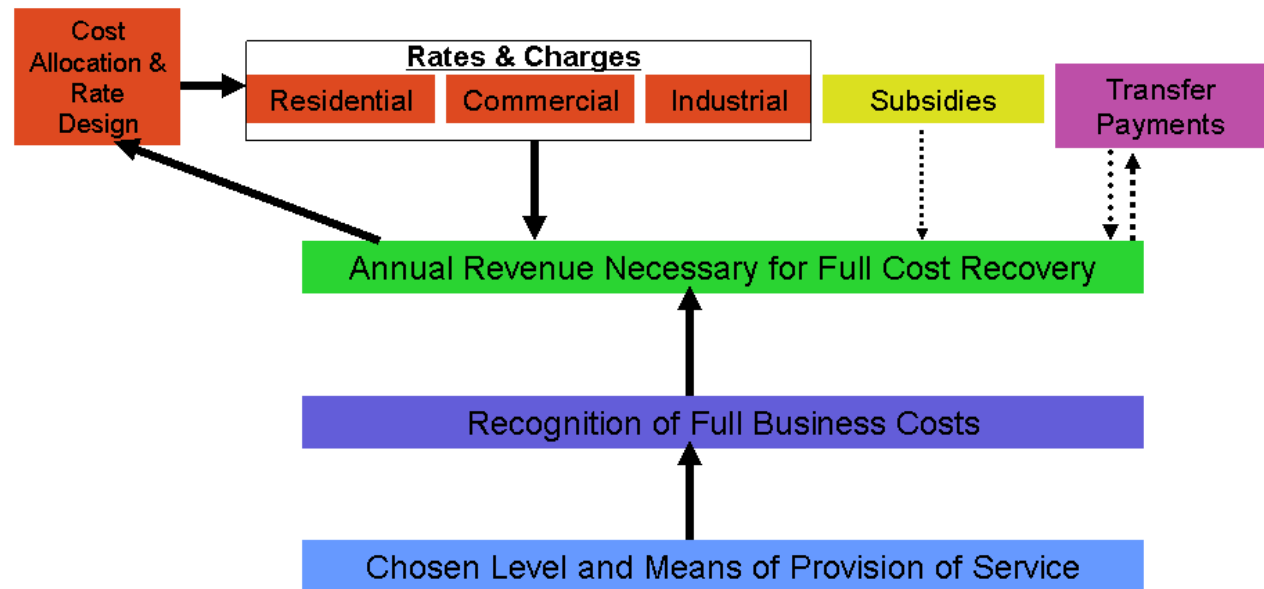 Cost
Allocation &
Rate
Design
Rates & Charges
Residential
Commercial
Industrial
Subsidies
Transfer
Payments
Annual Revenue Necessary for Full Cost Recovery
Recognition of Full Business Costs
Chosen Level and Means of Provision of Service